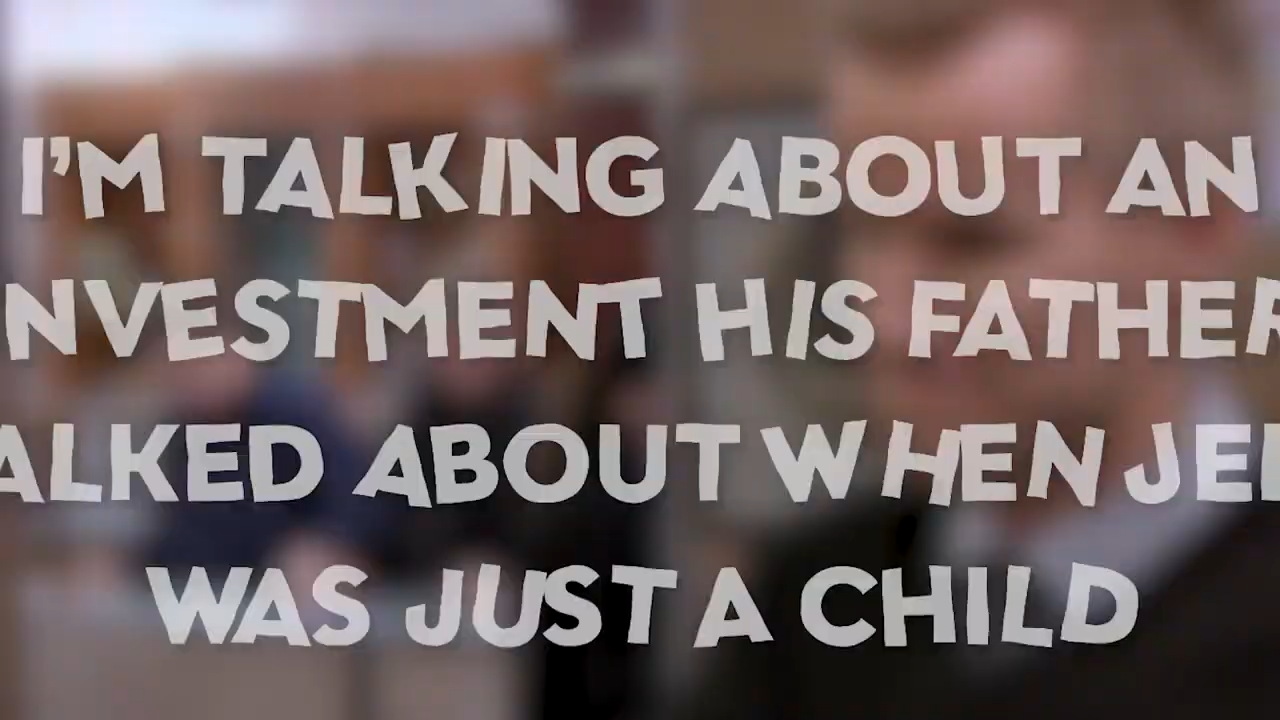 I'M TALKING ABOUT AN
NVESTMENT HIS FATHER
ALKED ABOUT WHEN
WAS JUST A CHILD